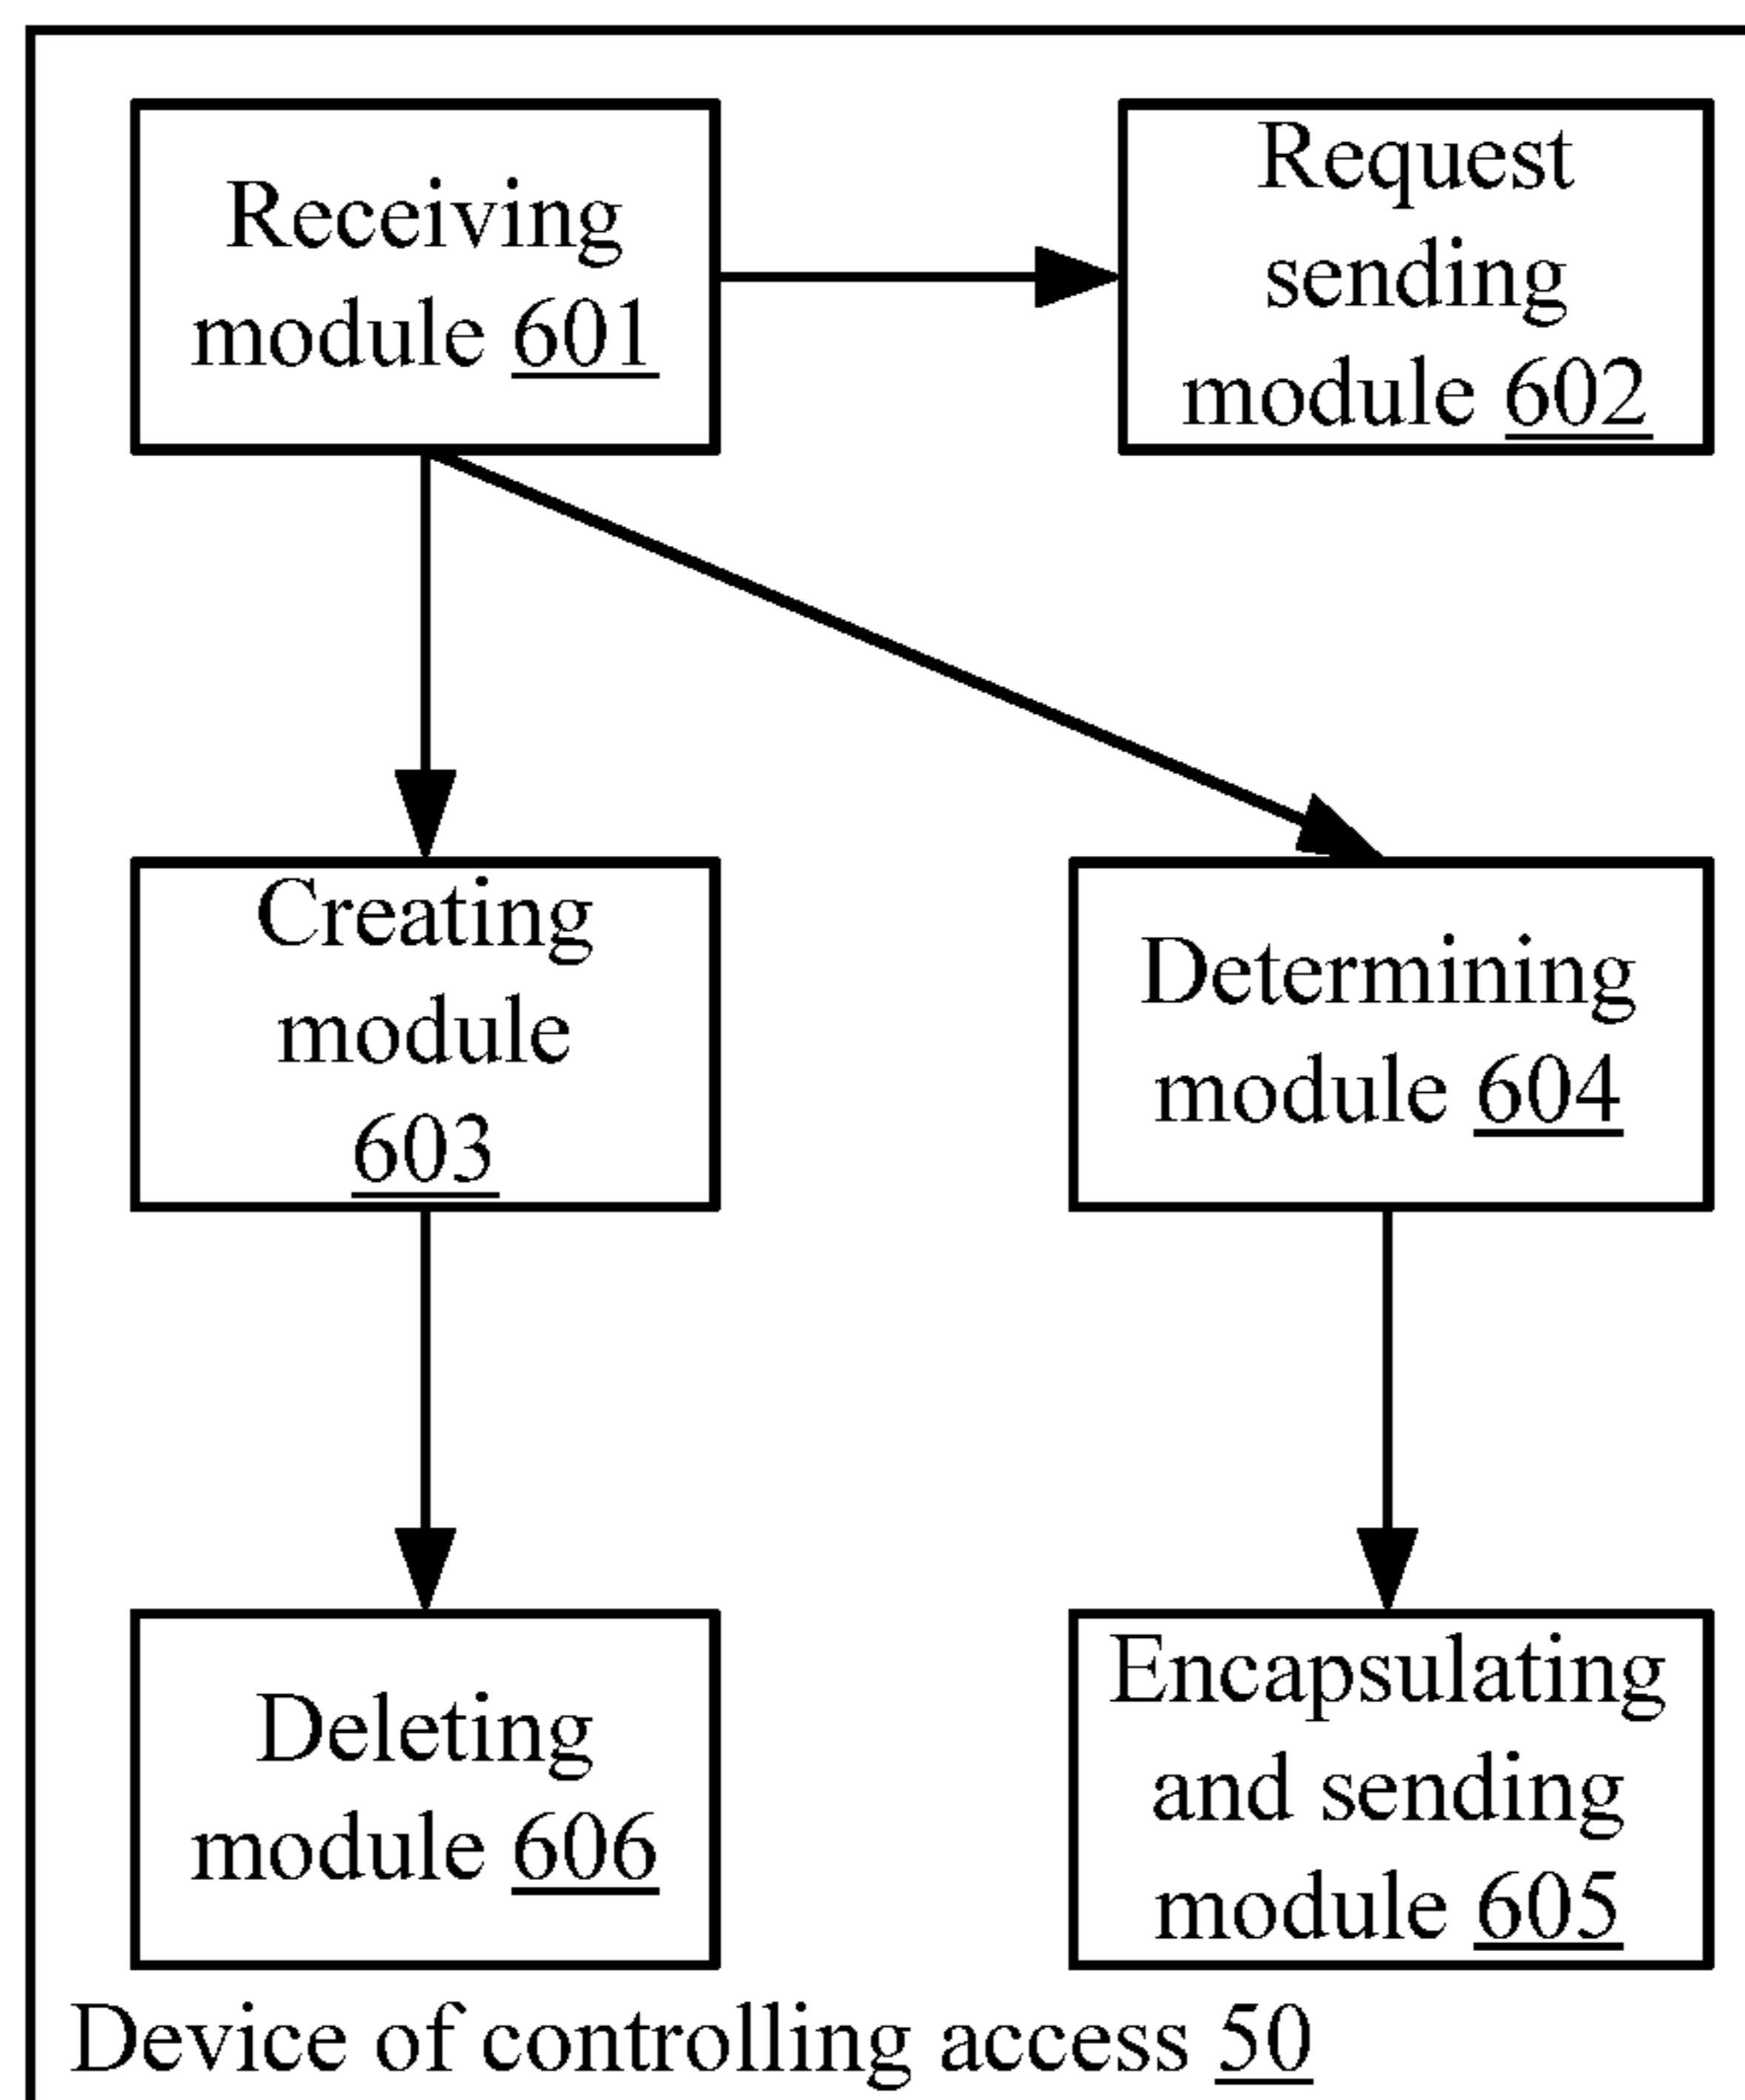 Receiving
module 601
Request
sending
module 602
Creating
module
603
Determining
module 604
Deleting
module 606
Encapsulating
and sending
module 605
Device of controlling access 50